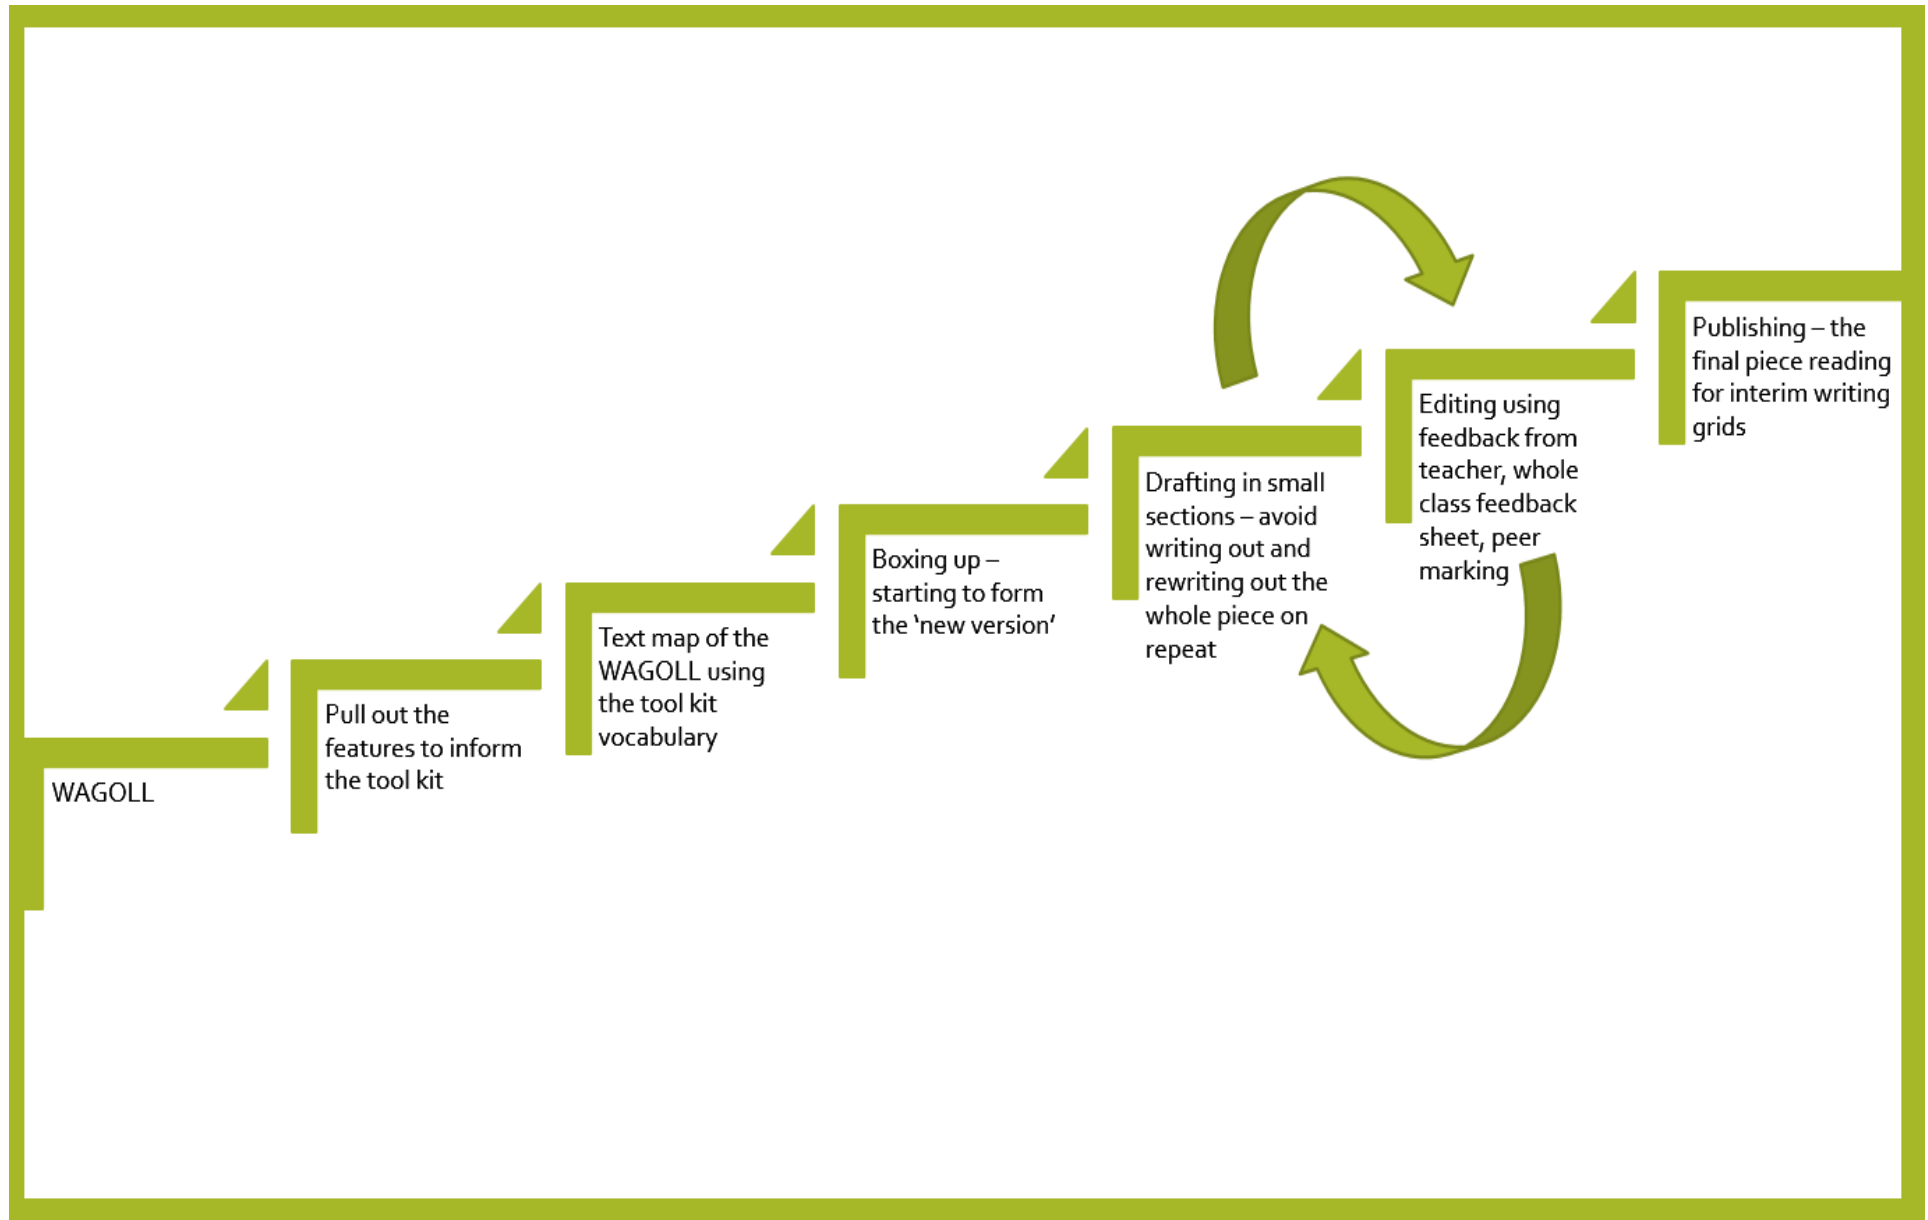 WAGOLL
Pull out the
features to inform
the tool kit
Text map of the
WAGOLL using
the tool kit
vocabulary
Boxing up –
starting to form
the ‘new version’
Drafting in small
sections – avoid
writing out and
rewriting out the
whole piece on
repeat
Editing using
feedback from
teacher, whole
class feedback
sheet, peer
marking
Publishing – the
final piece reading
for interim writing
grids